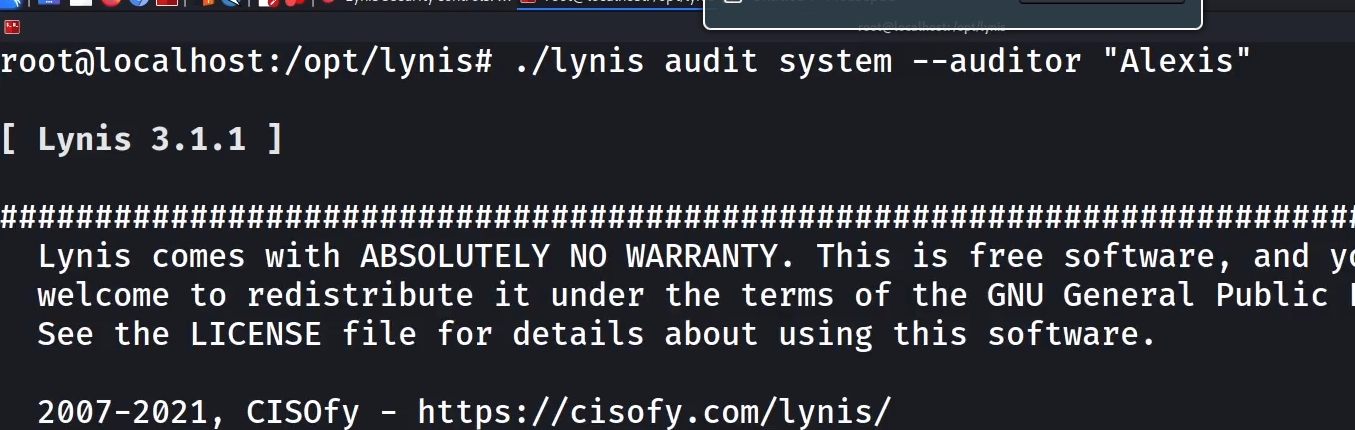 root@localhost:/opt/lynis
root@localhost:/opt/lynis# ./lynis audit system --auditor "Alexis"
[ Lynis 3.1.1 ]
################################################################################
Lynis comes with ABSOLUTELY NO WARRANTY. This is free software, and
welcome to redistribute it under the terms of the GNU General Public
See the LICENSE file for details about using this software.
2007-2021, CISOfy - https://cisofy.com/lynis/